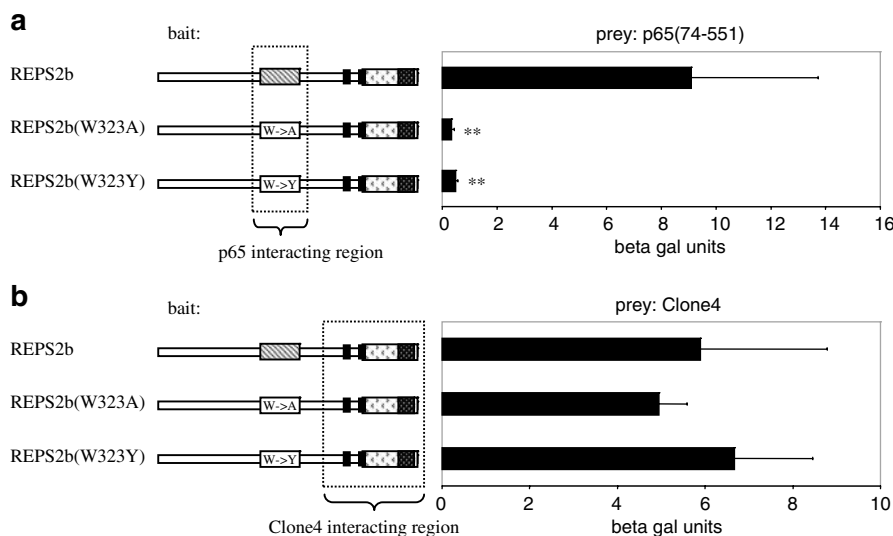 a
bait:
prey: p65(74-551)
REPS2b
REPS2b(W323A)
W->A
**
REPS2b(W323Y)
W->Y
**
0 2 4 6 8 10 12 14 16
beta gal units
p65 interacting region
b
bait:
prey: Clone4
REPS2b
REPS2b(W323A)
W->A
REPS2b(W323Y)
W->Y
0 2 4 6 8 10
beta gal units
Clone4 interacting region